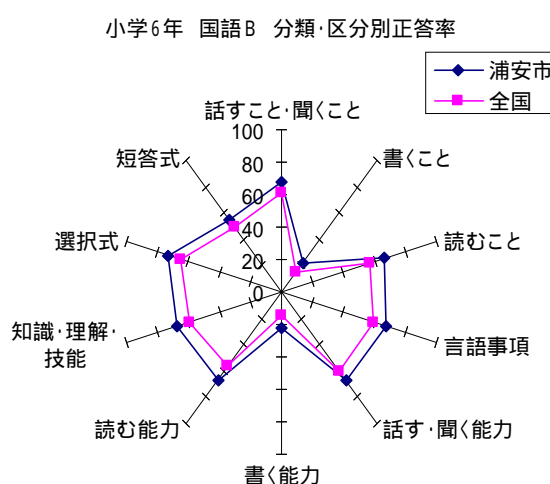 小学6年 国語B 分類・区分別正答率
浦安市
全国
話すこと・聞くこと
書くこと
読むこと
言語事項
話す・聞く能力
書く能力
読む能力
知識・理解・
技能
選択式
短答式
100
80
60
40
20
0